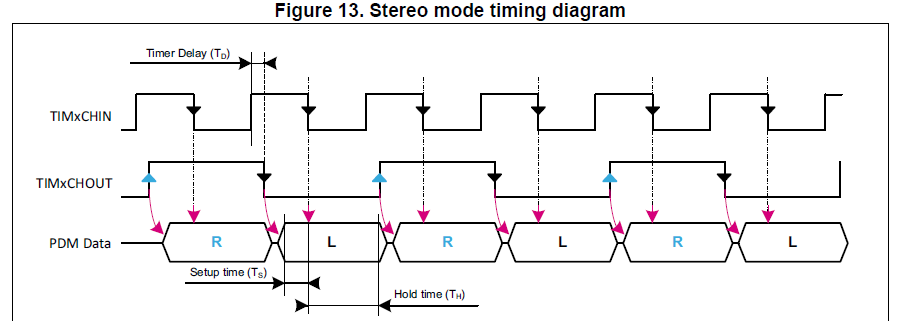 Figure 13. Stereo mode timing diagram
Timer Delay (TD)
TIMxCHIN
TIMxCHOUT
PDM Data
R
L
R
L
R
L
Setup time (TS)
Hold time (TH)